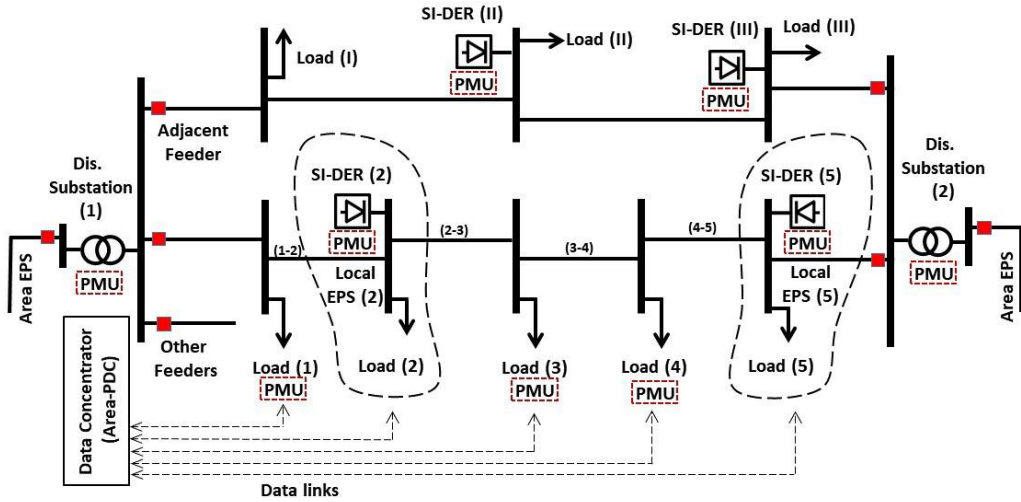 SI-DER (II)
Load (II)
SI-DER (III)
Load (III)
Load (I)
PMU
PMU
Adjacent
Feeder
Dis.
Substation
(1)
Dis.
Substation
(2)
SI-DER (2)
SI-DER (5)
PMU
PMU
(1-2)
(2-3)
(3-4)
(4-5)
Local
EPS (2)
Local
EPS (5)
PMU
PMU
Area EPS
Area EPS
Other
Feeders
Load (1)
Load (2)
Load (3)
Load (4)
Load (5)
PMU
PMU
PMU
Data Concentrator
(Area-PDC)
Data links